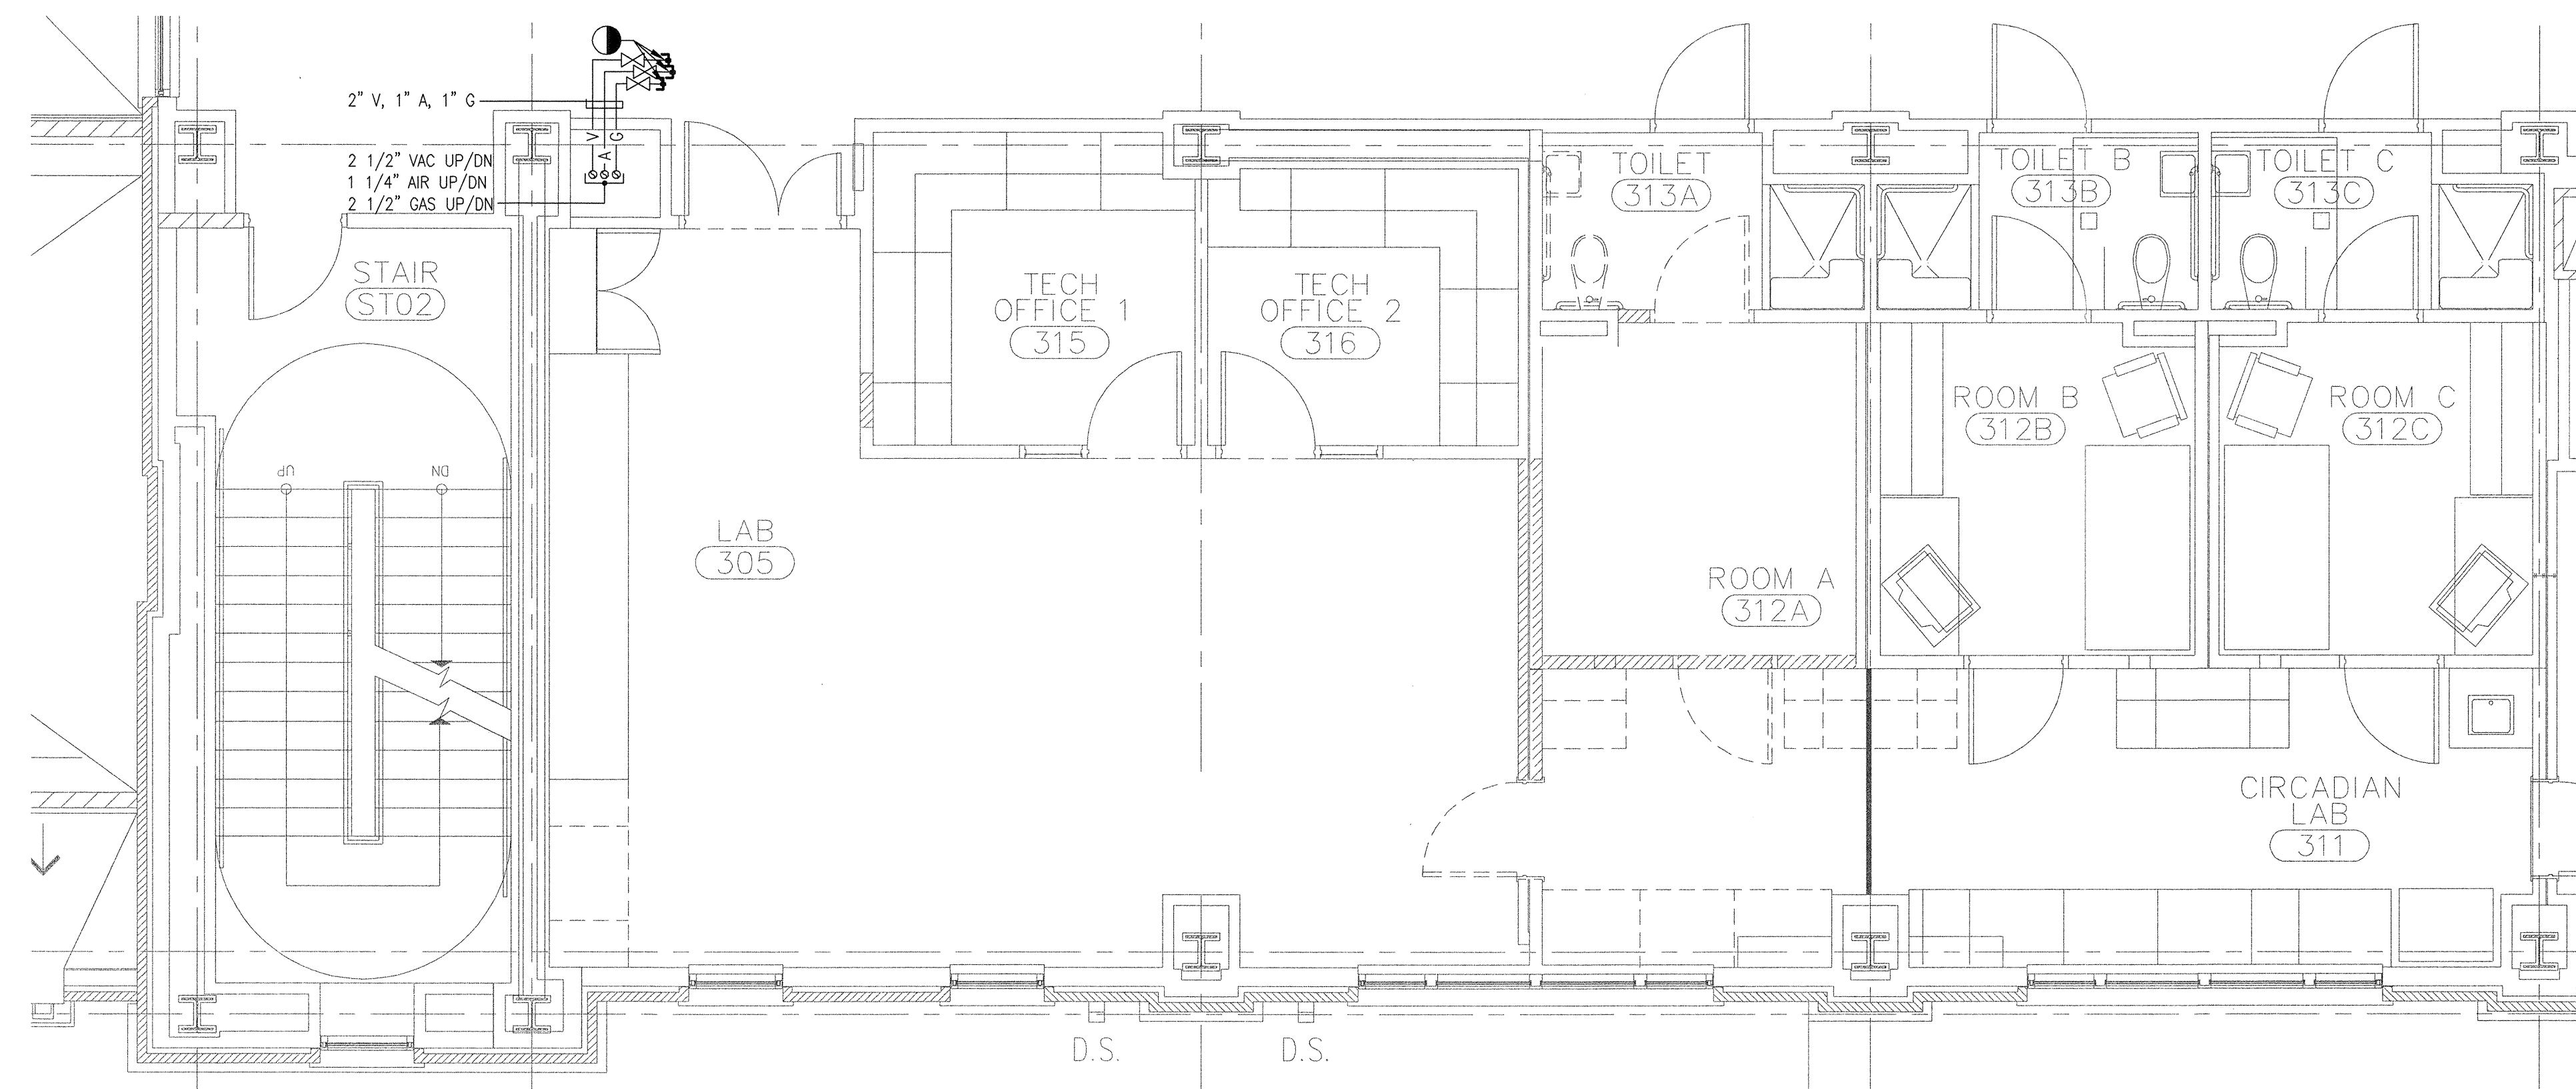 2" V, 1" A, 1" G
V
A
G
2 1/2" VAC UP/DN
1 1/4" AIR UP/DN
2 1/2" GAS UP/DN
STAIR
ST02
UP
DN
LAB
305
TECH
OFFICE 1
315
TECH
OFFICE 2
316
TOILET
313A
TOILET B
313B
TOILET C
313C
ROOM A
312A
ROOM B
312B
ROOM C
312C
CIRCADIAN
LAB
311
D.S.
D.S.